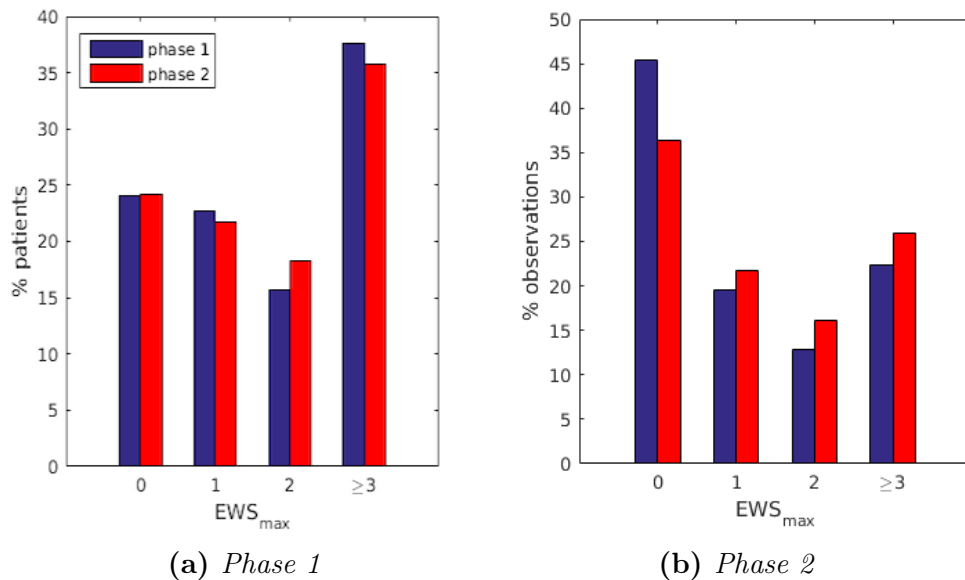 40
35
30
25
20
15
10
5
0
% patients
phase 1
phase 2
0 1 2 ≥3
EWSmax
(a) Phase 1
50
45
40
35
30
25
20
15
10
5
0
% observations
0 1 2 ≥3
EWSmax
(b) Phase 2